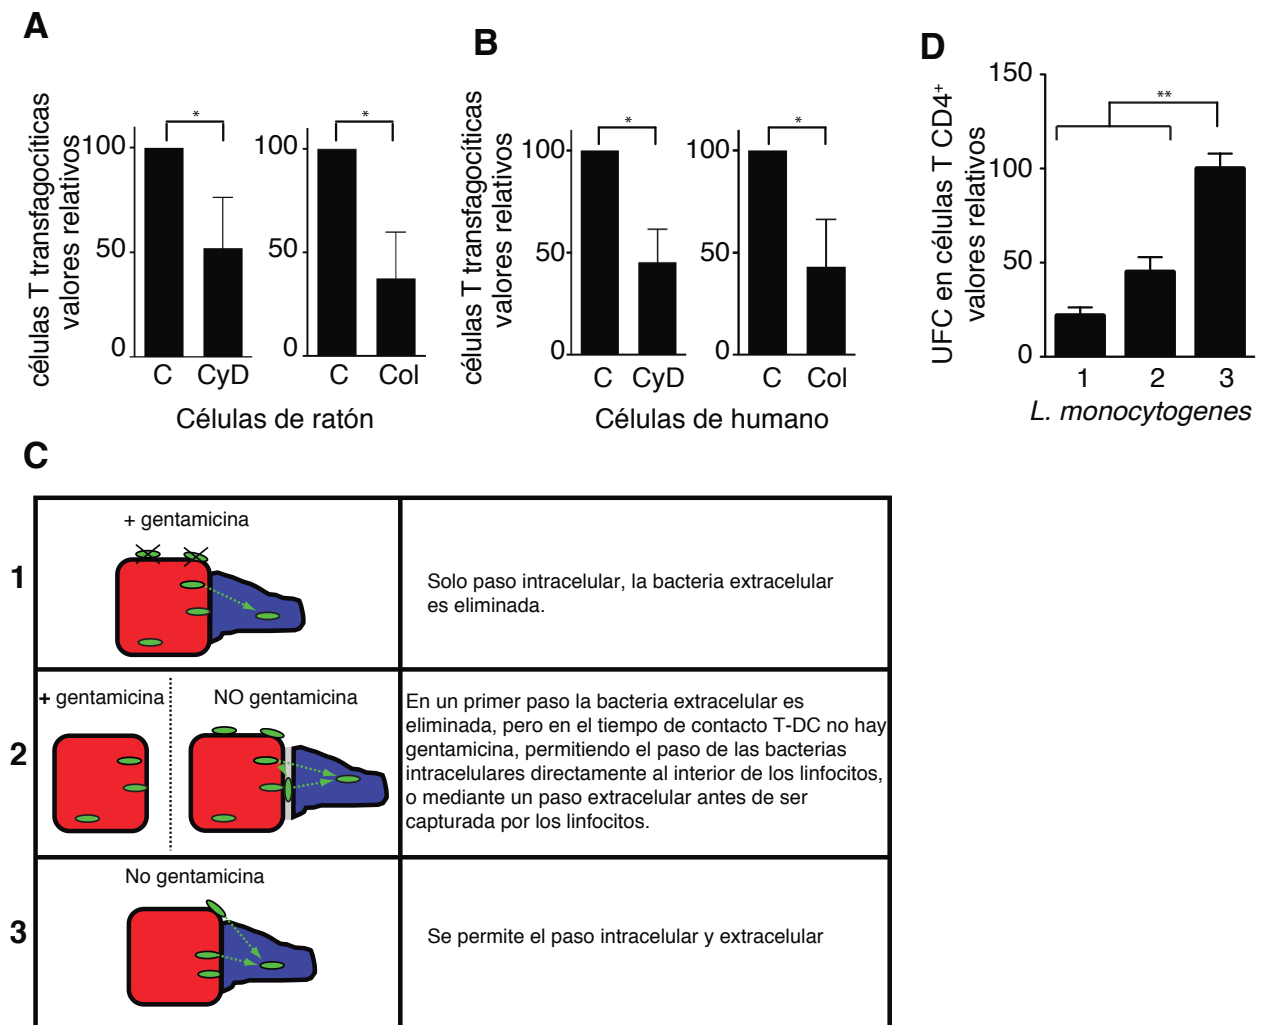 A
células T transfagocíticas
valores relativos
100
50
0
*
C CyD
100
50
0
*
C Col
Células de ratón
B
células T transfagocíticas
valores relativos
100
50
0
*
C CyD
100
50
0
*
C Col
Células de humano
D
UFC en células T CD4⁺
valores relativos
150
100
50
0
**
1 2 3
L. monocytogenes
C
1
+ gentamicina
Solo paso intracelular, la bacteria extracelular
es eliminada.
2
+ gentamicina
NO gentamicina
En un primer paso la bacteria extracelular es
eliminada, pero en el tiempo de contacto T-DC no hay
gentamicina, permitiendo el paso de las bacterias
intracelulares directamente al interior de los linfocitos,
o mediante un paso extracelular antes de ser
capturada por los linfocitos.
3
No gentamicina
Se permite el paso intracelular y extracelular